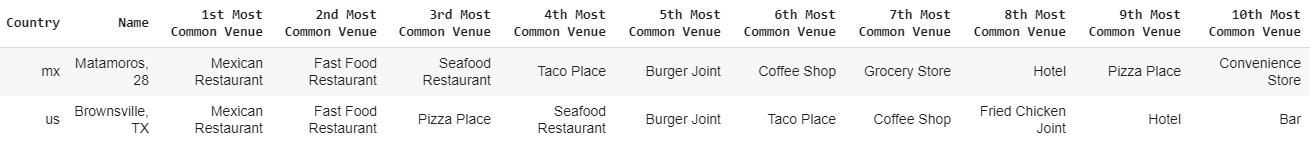 Country Name 1st Most Common Venue 2nd Most Common Venue 3rd Most Common Venue 4th Most Common Venue 5th Most Common Venue 6th Most Common Venue 7th Most Common Venue 8th Most Common Venue 9th Most Common Venue 10th Most Common Venue
mx Matamoros, 28 Mexican Restaurant Fast Food Restaurant Seafood Restaurant Taco Place Burger Joint Coffee Shop Grocery Store Hotel Pizza Place Convenience Store
us Brownsville, TX Mexican Restaurant Fast Food Restaurant Pizza Place Seafood Restaurant Burger Joint Taco Place Coffee Shop Fried Chicken Joint Hotel Bar